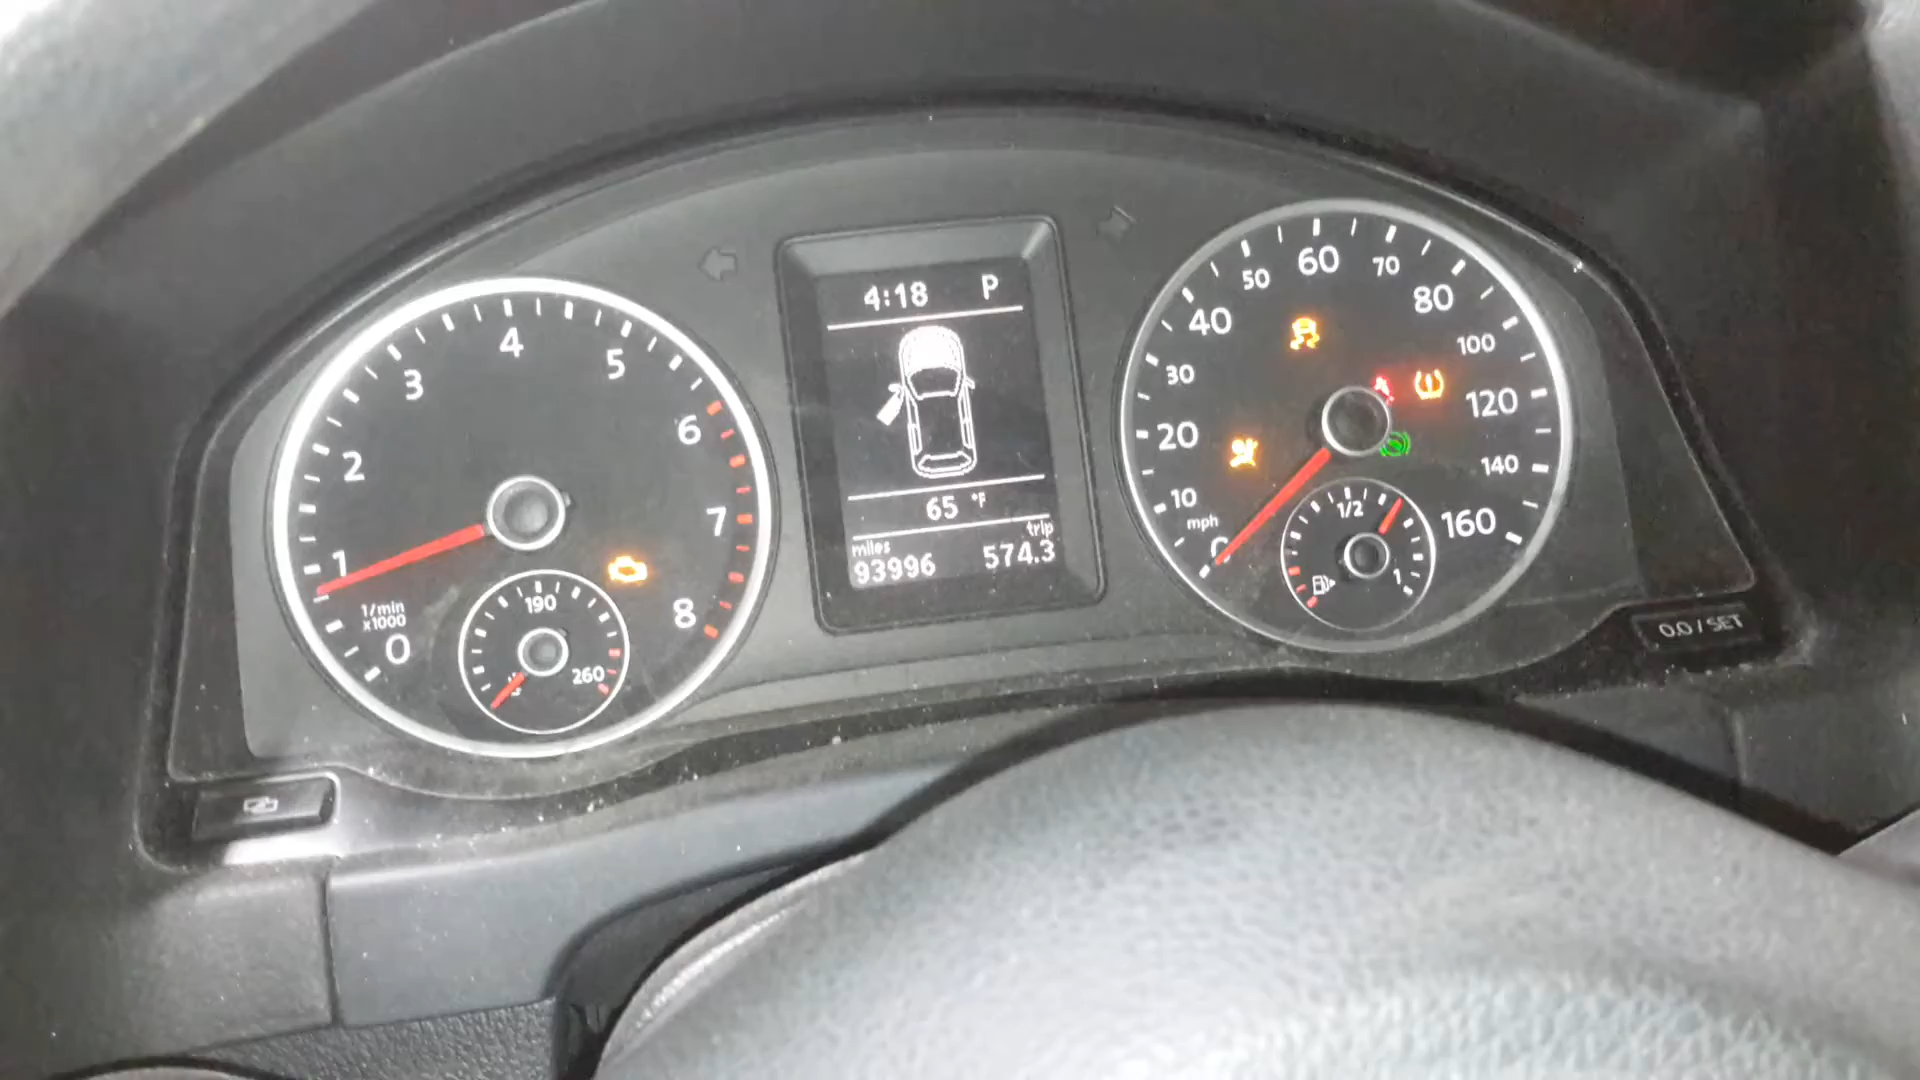 4:18 P
65 °F
miles trip
93996 574.3
0 1 2 3 4 5 6 7 8
1/min
x1000
190
260
10 20 30 40 50 60 70 80 100 120 140 160
mph
1/2
1
0.0 / SET